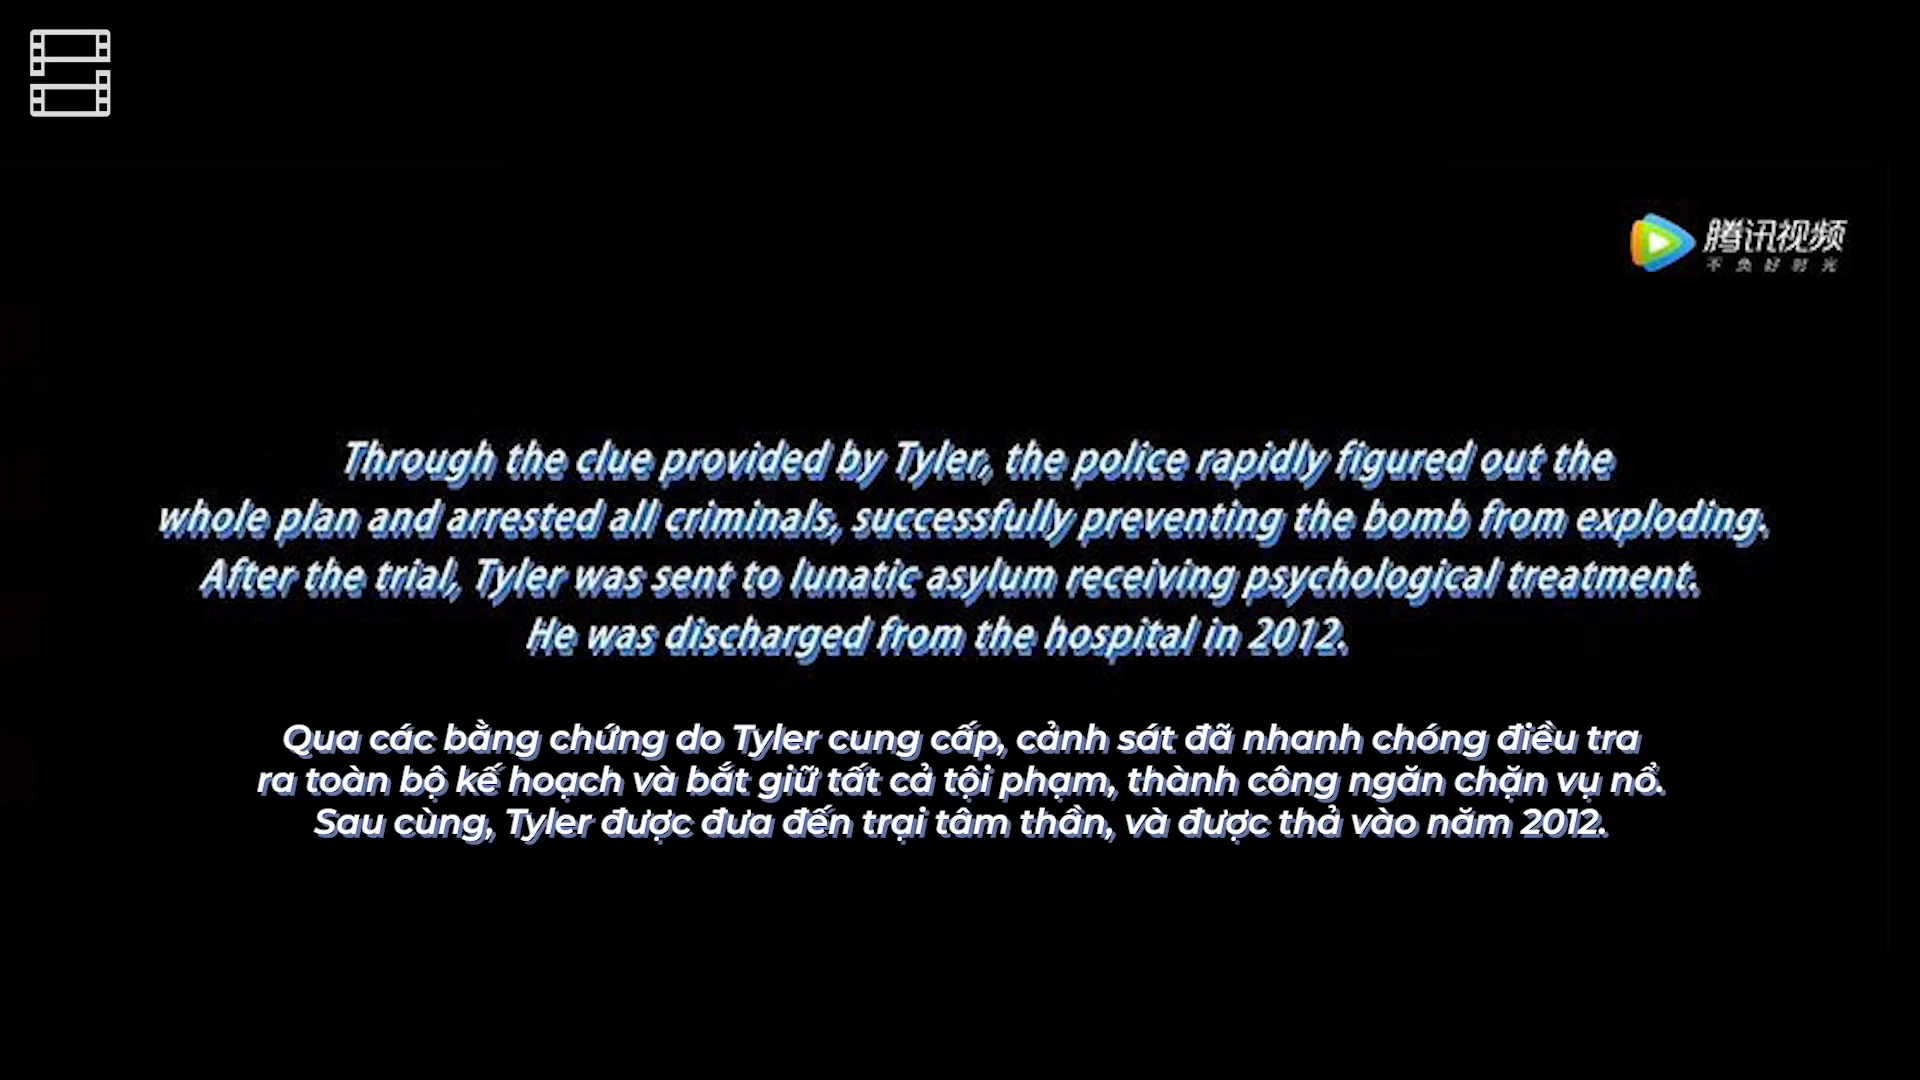 腾讯视频
不负好时光
Through the clue provided by Tyler, the police rapidly figured out the
whole plan and arrested all criminals, successfully preventing the bomb from exploding.
After the trial, Tyler was sent to lunatic asylum receiving psychological treatment.
He was discharged from the hospital in 2012.
Qua các bằng chứng do Tyler cung cấp, cảnh sát đã nhanh chóng điều tra
ra toàn bộ kế hoạch và bắt giữ tất cả tội phạm, thành công ngăn chặn vụ nổ.
Sau cùng, Tyler được đưa đến trại tâm thần, và được thả vào năm 2012.